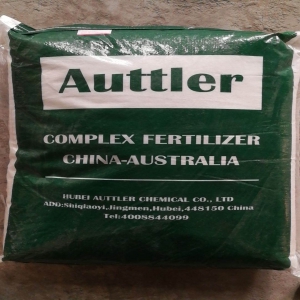 Auttler
COMPLEX FERTILIZER
CHINA-AUSTRALIA
HUBEI AUTTLER CHEMICAL CO., LTD
ADD:Shiqiaoyi,Jingmen,Hubei,448150 China
Tel:4008844099